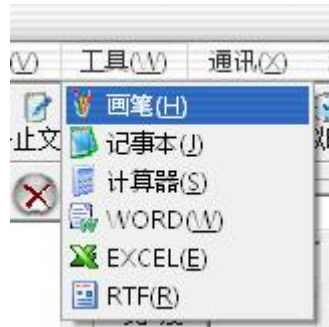 (V) 工具(W) 通讯(X)
止文
画笔(H)
记事本(J)
计算器(S)
WORD(W)
EXCEL(E)
RTF(R)